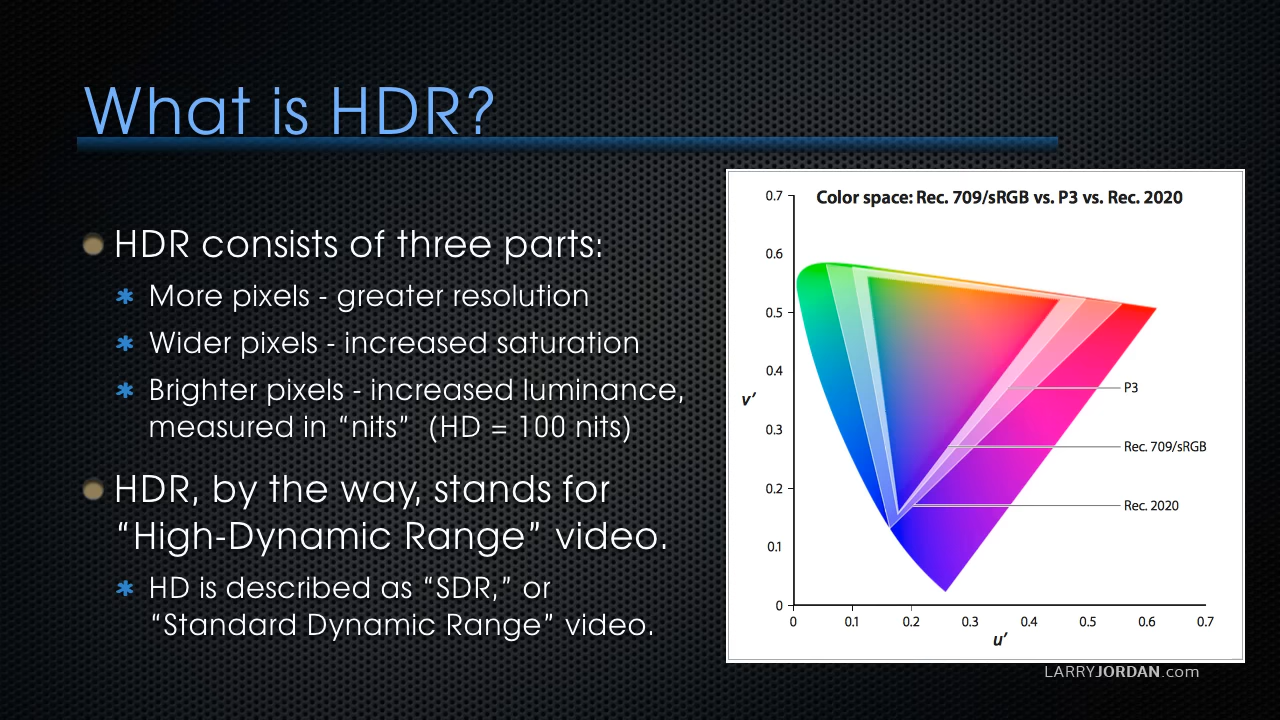 What is HDR?
HDR consists of three parts:
More pixels - greater resolution
Wider pixels - increased saturation
Brighter pixels - increased luminance,
measured in “nits”  (HD = 100 nits)
HDR, by the way, stands for
“High-Dynamic Range” video.
HD is described as “SDR,” or
“Standard Dynamic Range” video.
Color space: Rec. 709/sRGB vs. P3 vs. Rec. 2020
0.7
0.6
0.5
0.4
v′
0.3
0.2
0.1
0
P3
Rec. 709/sRGB
Rec. 2020
0 0.1 0.2 0.3 0.4 0.5 0.6 0.7
u′
LARRYJORDAN.com